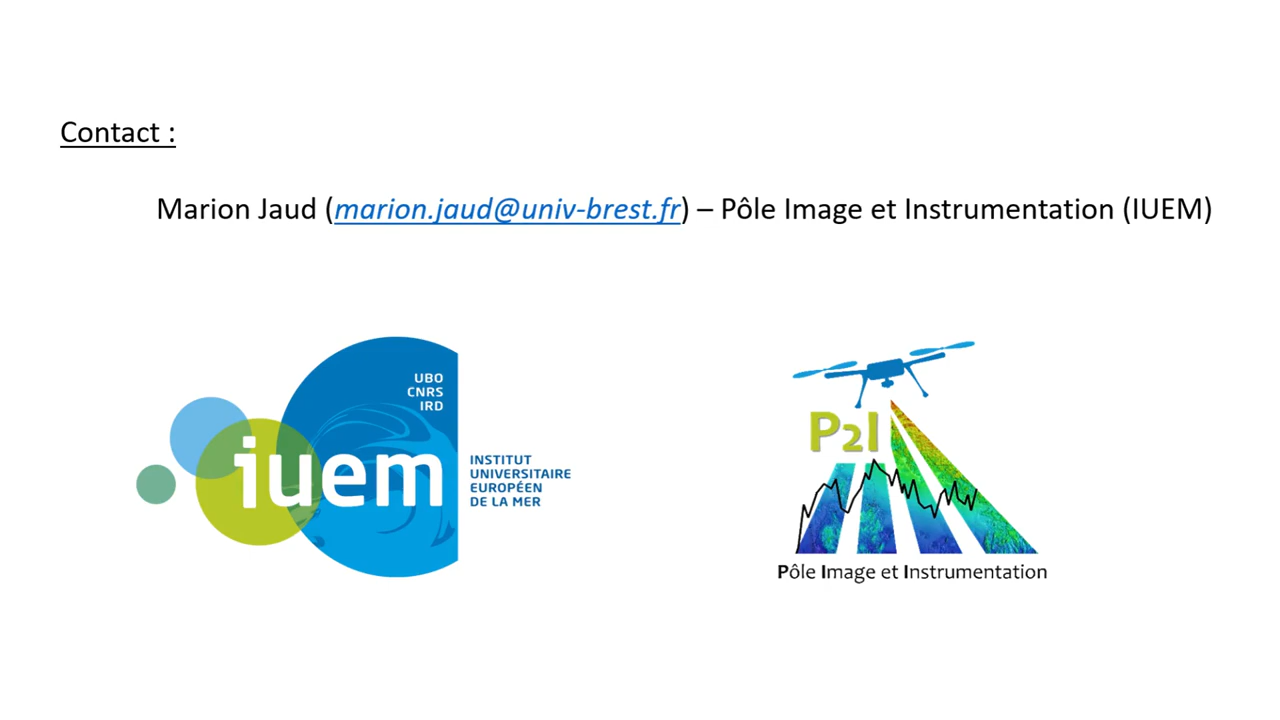 Contact :
Marion Jaud (marion.jaud@univ-brest.fr) – Pôle Image et Instrumentation (IUEM)
UBO
CNRS
IRD
iuem
INSTITUT
UNIVERSITAIRE
EUROPÉEN
DE LA MER
P2I
Pôle Image et Instrumentation